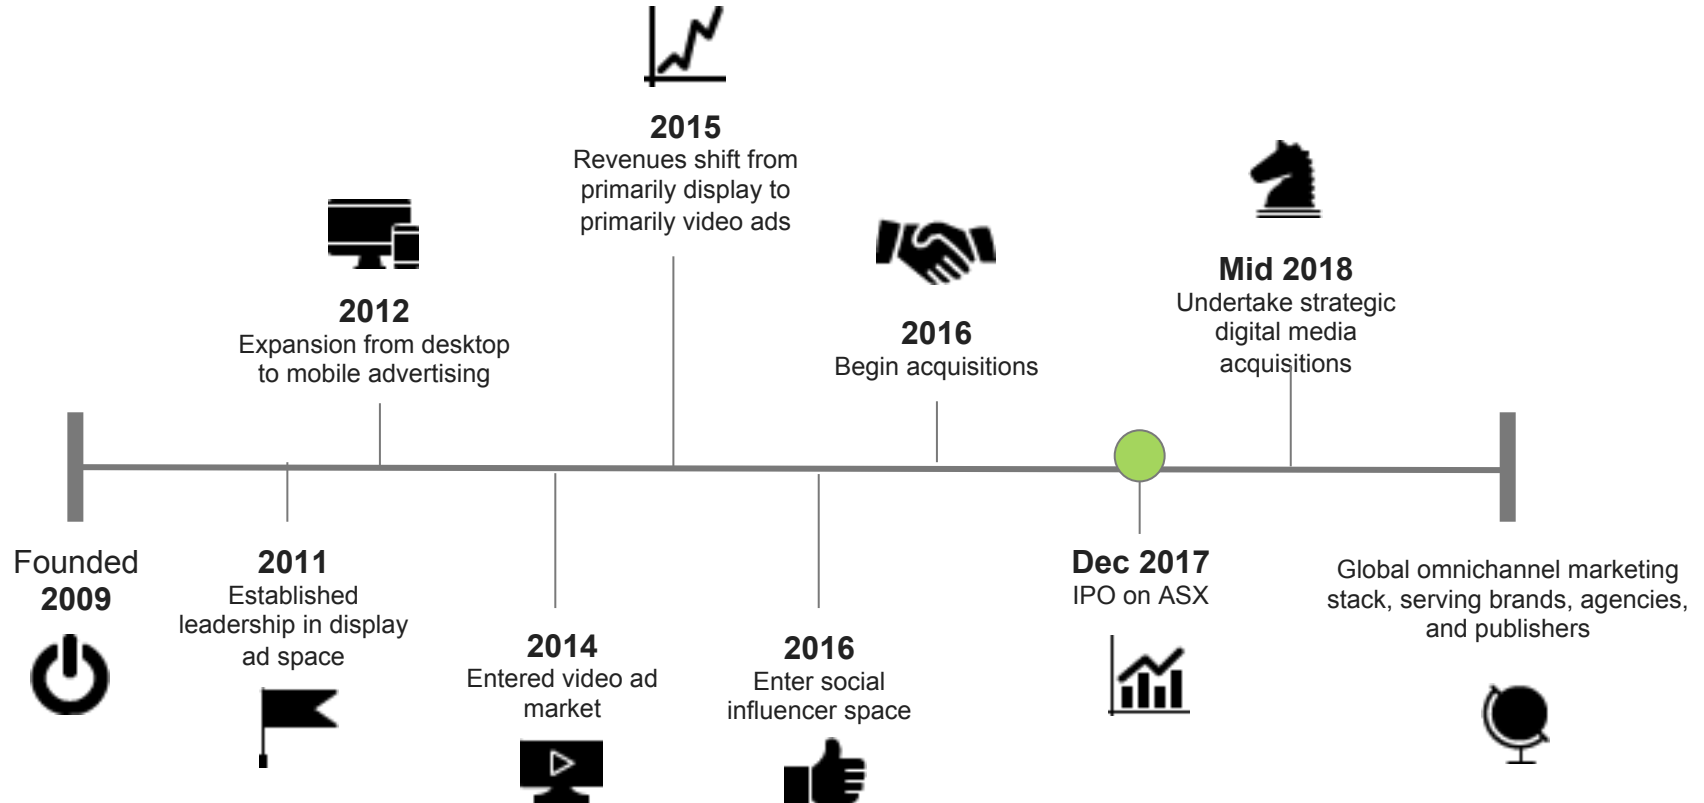 Founded
2009
2011
Established
leadership in display
ad space
2012
Expansion from desktop
to mobile advertising
2014
Entered video ad
market
2015
Revenues shift from
primarily display to
primarily video ads
2016
Enter social
influencer space
2016
Begin acquisitions
Dec 2017
IPO on ASX
Mid 2018
Undertake strategic
digital media
acquisitions
Global omnichannel marketing
stack, serving brands, agencies,
and publishers